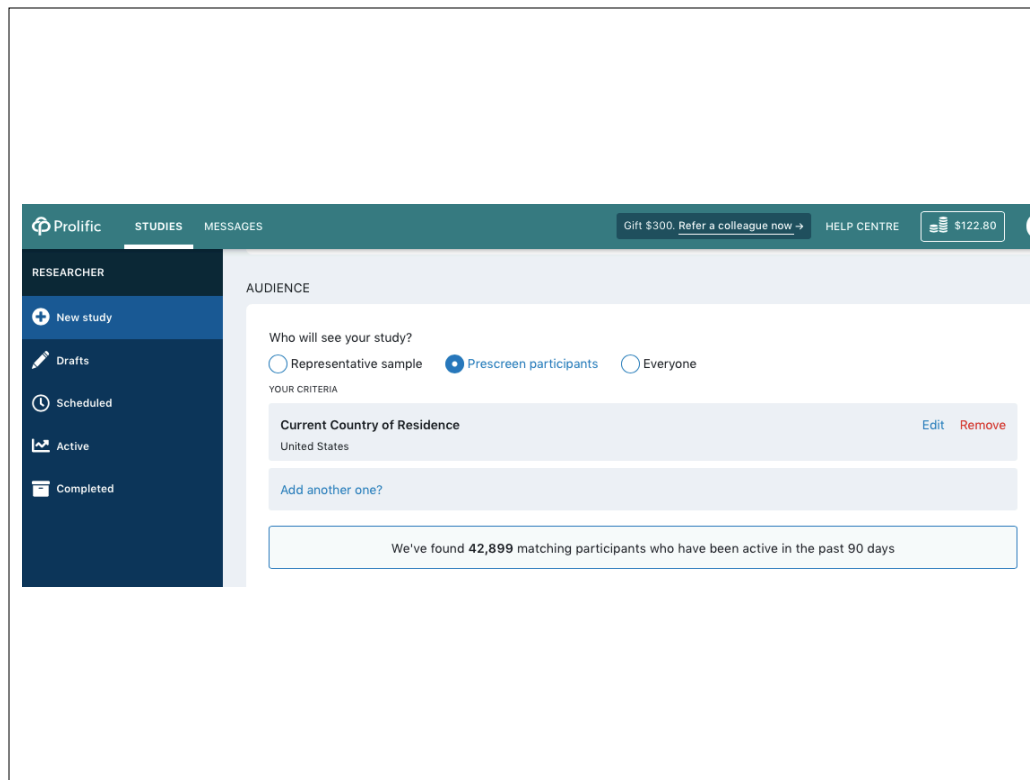 Prolific STUDIES MESSAGES Gift $300. Refer a colleague now → HELP CENTRE $122.80
RESEARCHER
New study
Drafts
Scheduled
Active
Completed
AUDIENCE
Who will see your study?
Representative sample Prescreen participants Everyone
YOUR CRITERIA
Current Country of Residence Edit Remove
United States
Add another one?
We've found 42,899 matching participants who have been active in the past 90 days